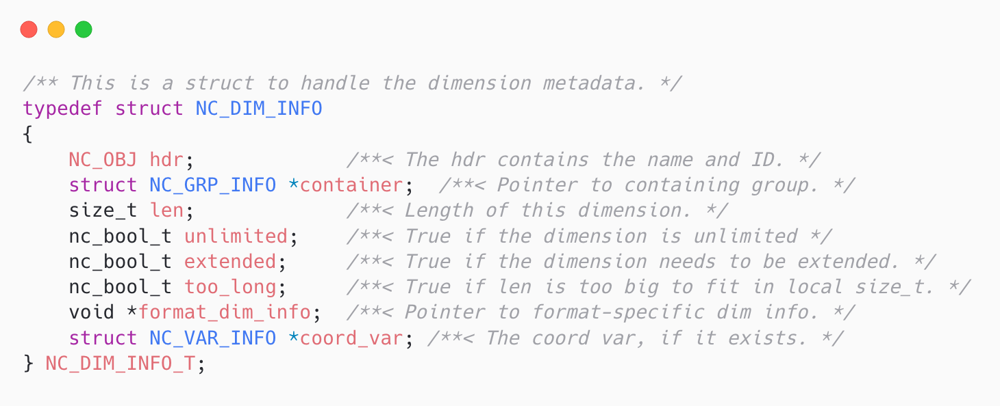 /** This is a struct to handle the dimension metadata. */
typedef struct NC_DIM_INFO
{
    NC_OBJ hdr;             /**< The hdr contains the name and ID. */
    struct NC_GRP_INFO *container;  /**< Pointer to containing group. */
    size_t len;             /**< Length of this dimension. */
    nc_bool_t unlimited;    /**< True if the dimension is unlimited */
    nc_bool_t extended;     /**< True if the dimension needs to be extended. */
    nc_bool_t too_long;     /**< True if len is too big to fit in local size_t. */
    void *format_dim_info;  /**< Pointer to format-specific dim info. */
    struct NC_VAR_INFO *coord_var; /**< The coord var, if it exists. */
} NC_DIM_INFO_T;